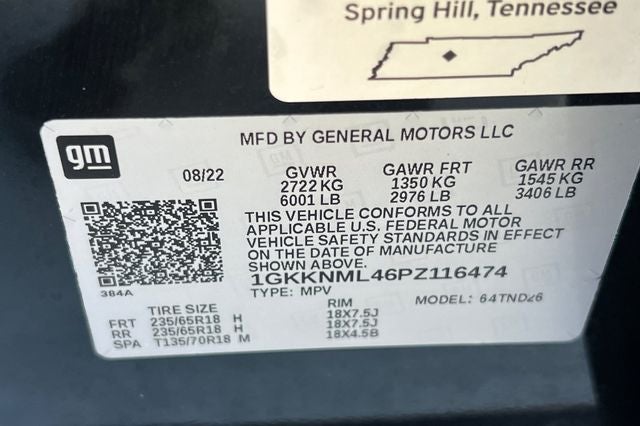 Spring Hill, Tennessee
gm
MFD BY GENERAL MOTORS LLC
08/22
GVWR GAWR FRT GAWR RR
2722 KG 1350 KG 1545 KG
6001 LB 2976 LB 3406 LB
THIS VEHICLE CONFORMS TO ALL
APPLICABLE U.S. FEDERAL MOTOR
VEHICLE SAFETY STANDARDS IN EFFECT
ON THE DATE OF MANUFACTURE
SHOWN ABOVE.
1GKKNML46PZ116474
384A
TYPE: MPV MODEL: 64TND26
TIRE SIZE RIM
FRT 235/65R18 H 18X7.5J
RR 235/65R18 H 18X7.5J
SPA T135/70R18 M 18X4.5B